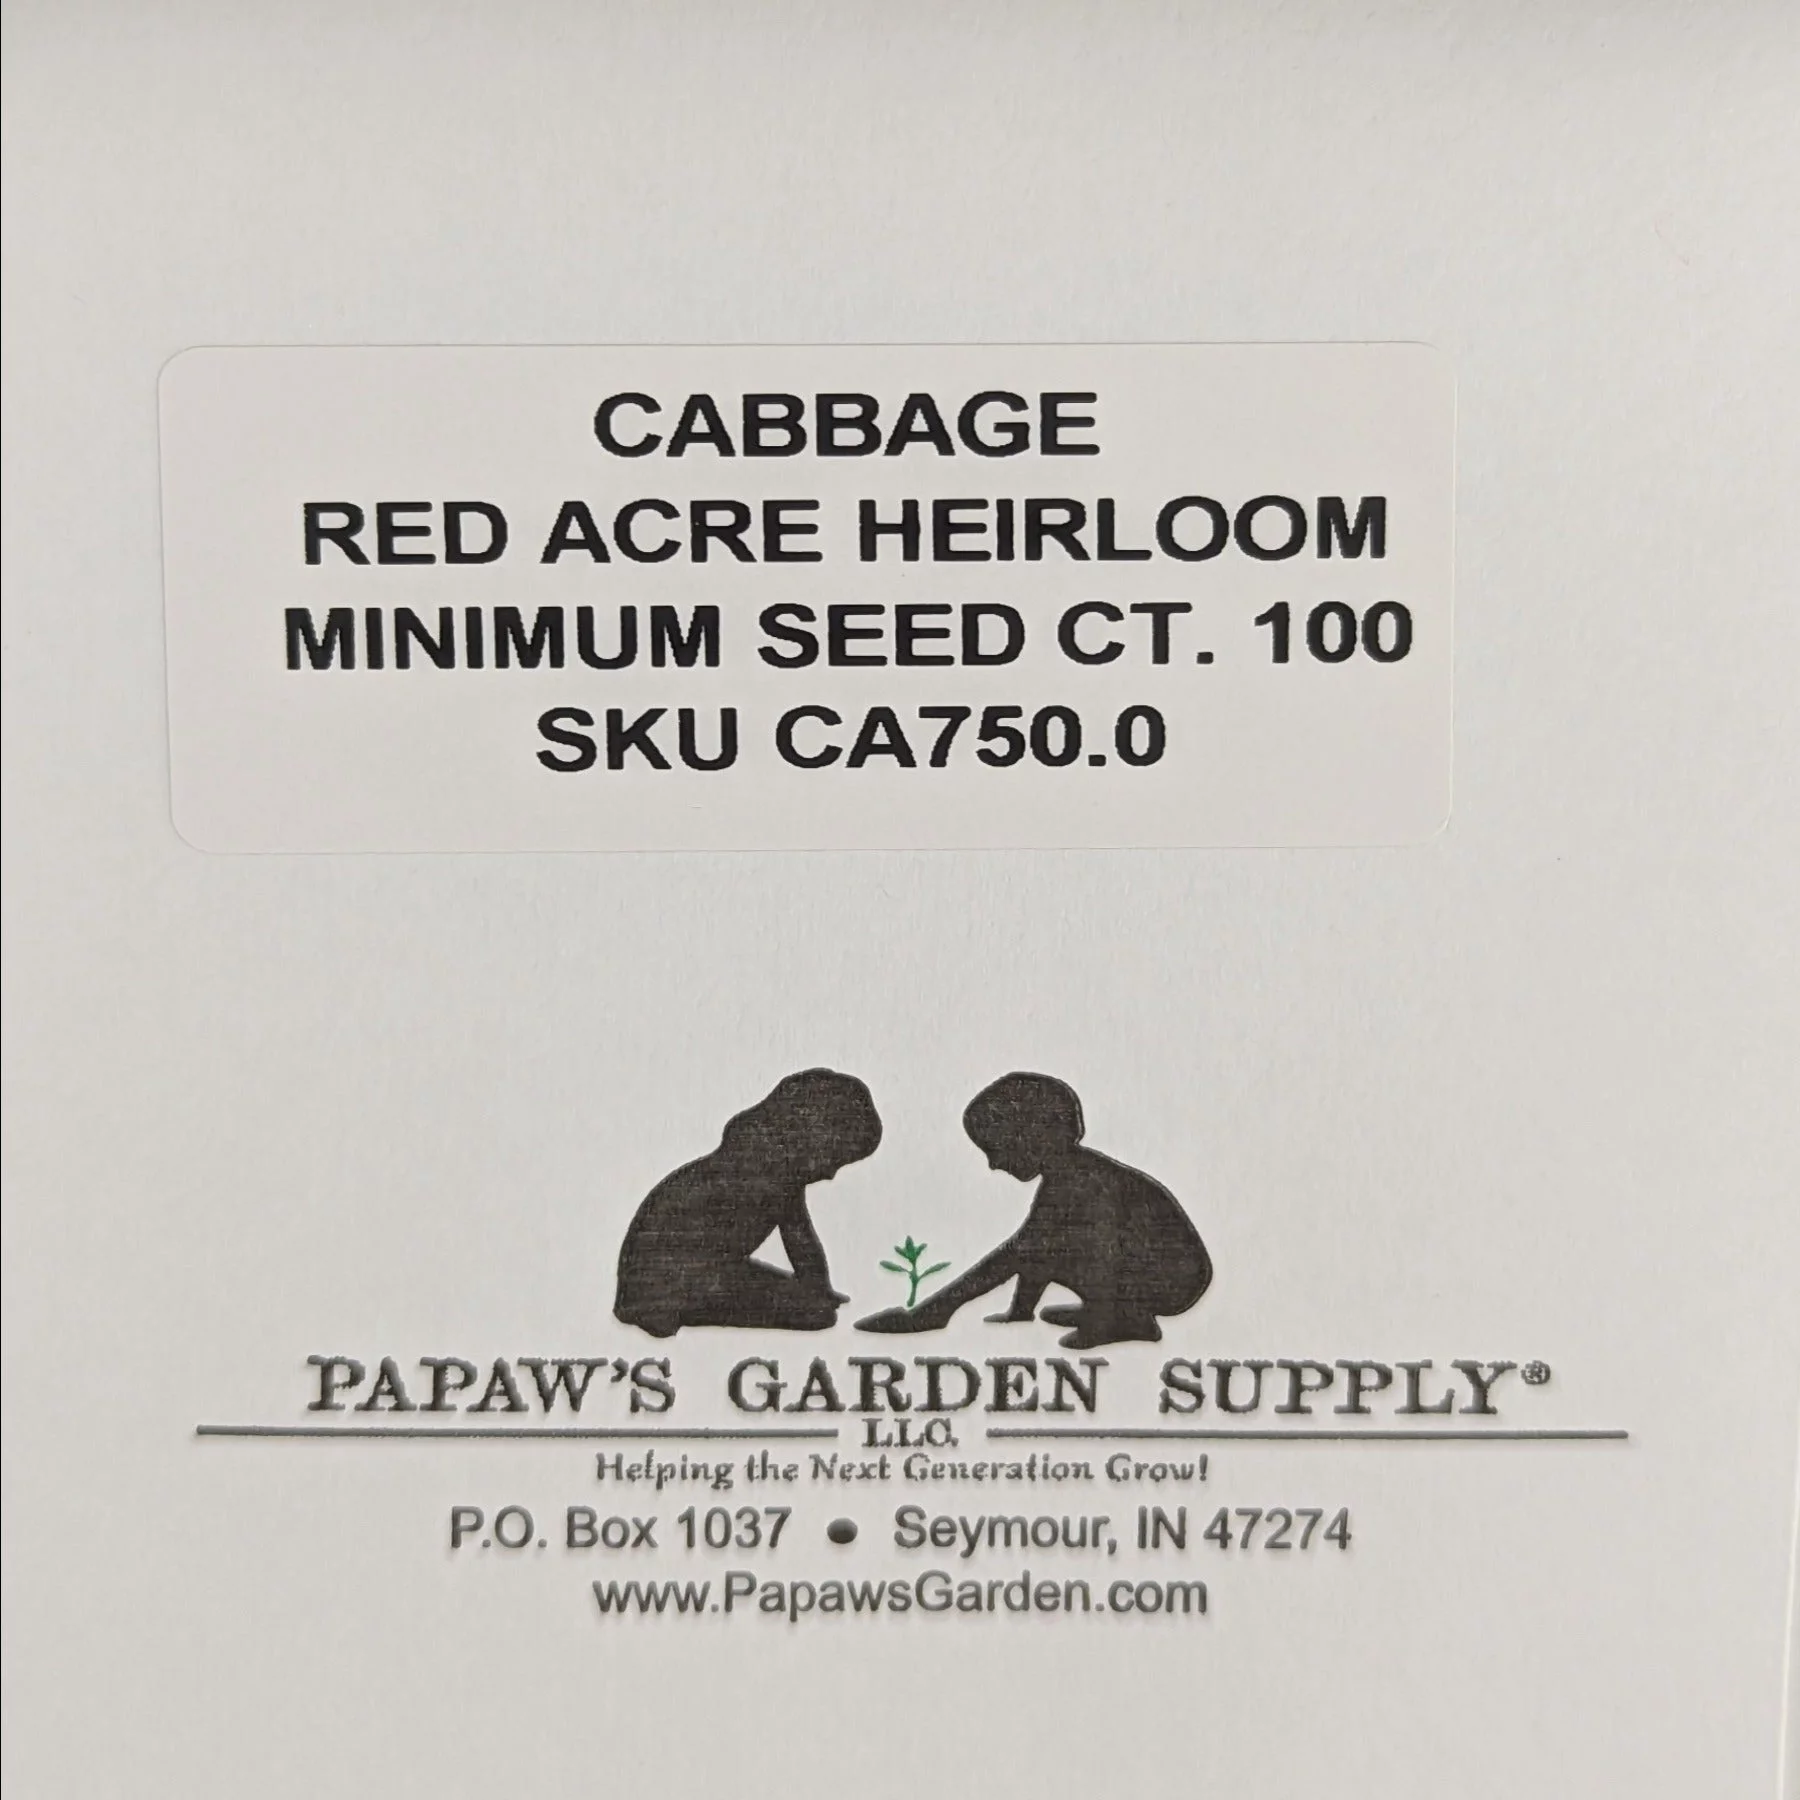 CABBAGE
RED ACRE HEIRLOOM
MINIMUM SEED CT. 100
SKU CA750.0
PAPAW'S GARDEN SUPPLY®
LLC.
Helping the Next Generation Grow!
P.O. Box 1037 • Seymour, IN 47274
www.PapawsGarden.com